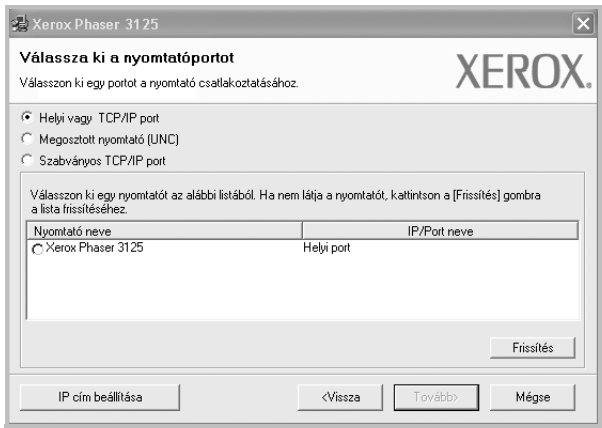 Xerox Phaser 3125
Válassza ki a nyomtatóportot
Válasszon ki egy portot a nyomtató csatlakoztatásához.
XEROX.
Helyi vagy TCP/IP port
Megosztott nyomtató (UNC)
Szabványos TCP/IP port
Válasszon ki egy nyomtatót az alábbi listából. Ha nem látja a nyomtatót, kattintson a [Frissítés] gombra
a lista frissítéséhez.
Nyomtató neve IP/Port neve
Xerox Phaser 3125 Helyi port
Frissítés
IP cím beállítása <Vissza Tovább> Mégse